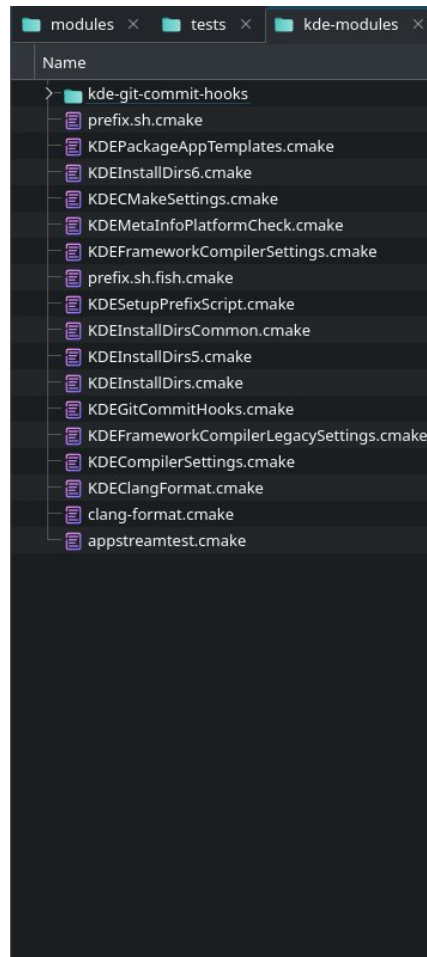 modules tests kde-modules
Name
kde-git-commit-hooks
prefix.sh.cmake
KDEPackageAppTemplates.cmake
KDEInstallDirs6.cmake
KDECMakeSettings.cmake
KDEMetaInfoPlatformCheck.cmake
KDEFrameworkCompilerSettings.cmake
prefix.sh.fish.cmake
KDESetupPrefixScript.cmake
KDEInstallDirsCommon.cmake
KDEInstallDirs5.cmake
KDEInstallDirs.cmake
KDEGitCommitHooks.cmake
KDEFrameworkCompilerLegacySettings.cmake
KDECompilerSettings.cmake
KDEClangFormat.cmake
clang-format.cmake
appstreamtest.cmake